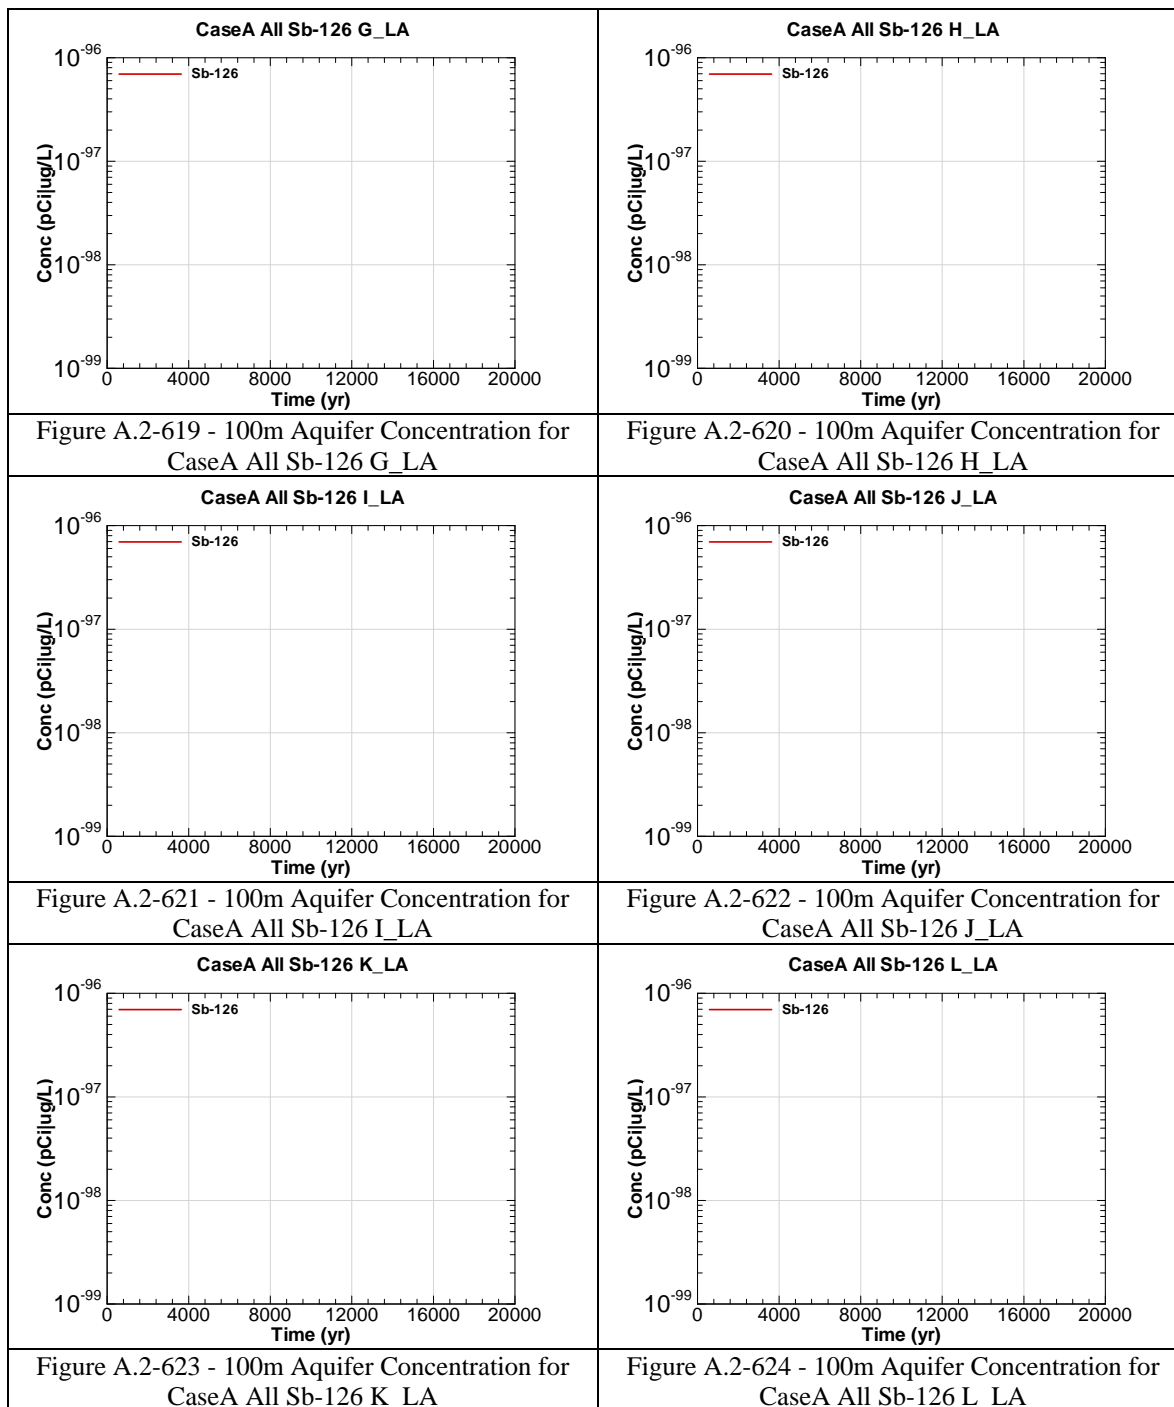 CaseA All Sb-126 G_LA
10^-96
Sb-126
10^-97
Conc (pCi|ug/L)
10^-98
10^-99
0 4000 8000 12000 16000 20000
Time (yr)
Figure A.2-619 - 100m Aquifer Concentration for
CaseA All Sb-126 G_LA
CaseA All Sb-126 H_LA
10^-96
Sb-126
10^-97
Conc (pCi|ug/L)
10^-98
10^-99
0 4000 8000 12000 16000 20000
Time (yr)
Figure A.2-620 - 100m Aquifer Concentration for
CaseA All Sb-126 H_LA
CaseA All Sb-126 I_LA
10^-96
Sb-126
10^-97
Conc (pCi|ug/L)
10^-98
10^-99
0 4000 8000 12000 16000 20000
Time (yr)
Figure A.2-621 - 100m Aquifer Concentration for
CaseA All Sb-126 I_LA
CaseA All Sb-126 J_LA
10^-96
Sb-126
10^-97
Conc (pCi|ug/L)
10^-98
10^-99
0 4000 8000 12000 16000 20000
Time (yr)
Figure A.2-622 - 100m Aquifer Concentration for
CaseA All Sb-126 J_LA
CaseA All Sb-126 K_LA
10^-96
Sb-126
10^-97
Conc (pCi|ug/L)
10^-98
10^-99
0 4000 8000 12000 16000 20000
Time (yr)
Figure A.2-623 - 100m Aquifer Concentration for
CaseA All Sb-126 K_LA
CaseA All Sb-126 L_LA
10^-96
Sb-126
10^-97
Conc (pCi|ug/L)
10^-98
10^-99
0 4000 8000 12000 16000 20000
Time (yr)
Figure A.2-624 - 100m Aquifer Concentration for
CaseA All Sb-126 L_LA